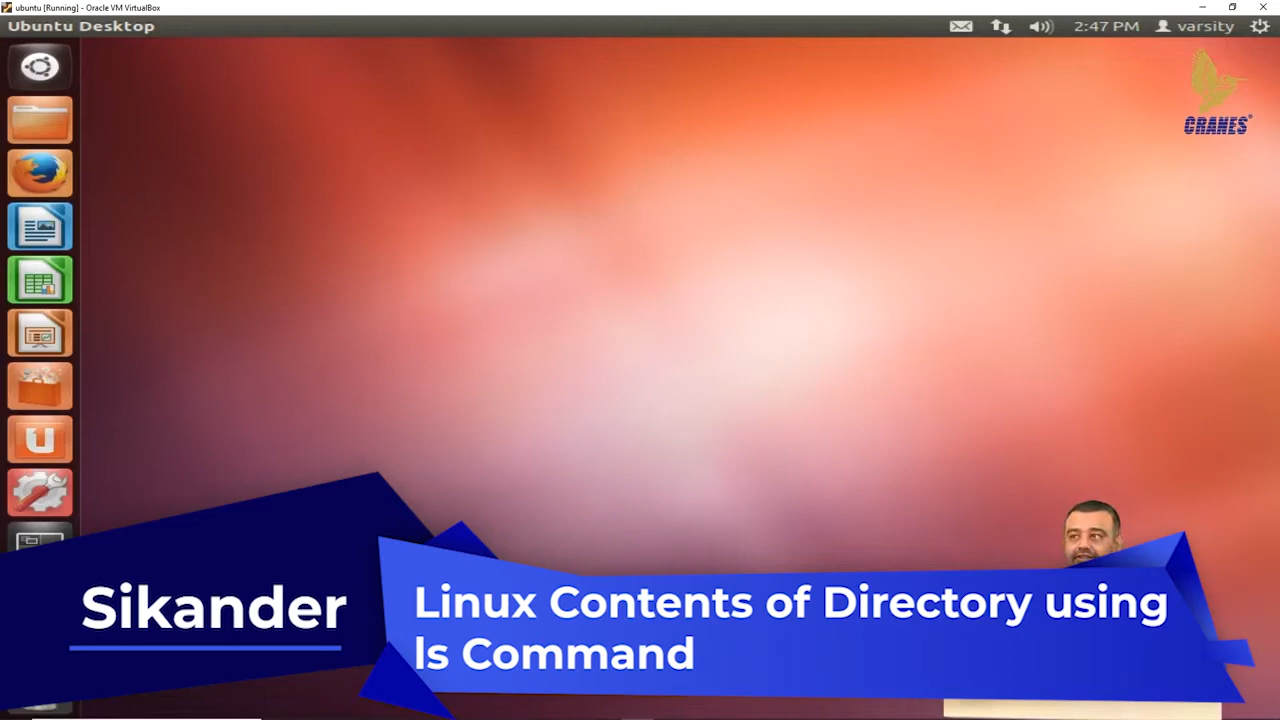 ubuntu [Running] - Oracle VM VirtualBox
Ubuntu Desktop
2:47 PM
varsity
CRANES®
Sikander
Linux Contents of Directory using
ls Command